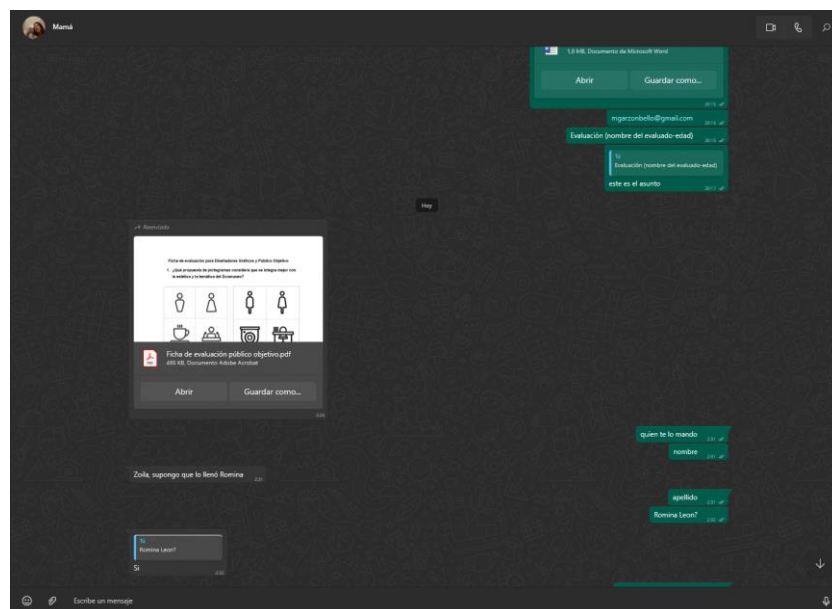 Mamá
1,8 MB, Documento de Microsoft Word
Abrir
Guardar como...
mgarzonbello@gmail.com
Evaluación (nombre del evaluado-edad)
Tú
Evaluación (nombre del evaluado-edad)
este es el asunto
Hoy
Reenviado
Ficha de evaluación para Diseñadores Gráficos y Público Objetivo
1. ¿Qué propuesta de pictogramas considera que se integra mejor con
la estética y la temática del Ecomuseo?
Ficha de evaluación público objetivo.pdf
486 KB, Documento Adobe Acrobat
Abrir
Guardar como...
quien te lo mando
nombre
Zoila, supongo que lo llenó Romina
apellido
Romina Leon?
Tú
Romina Leon?
Si
Escribe un mensaje